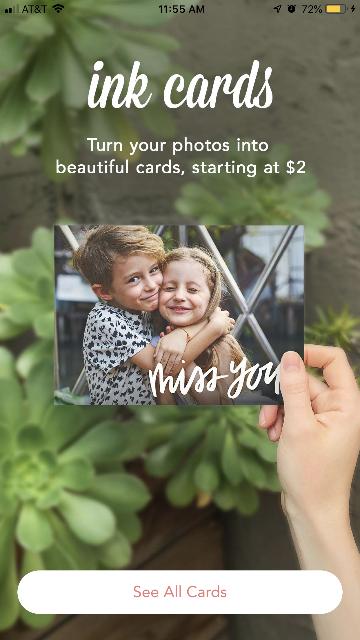 AT&T 11:55 AM 72%
ink cards
Turn your photos into
beautiful cards, starting at $2
miss you
See All Cards